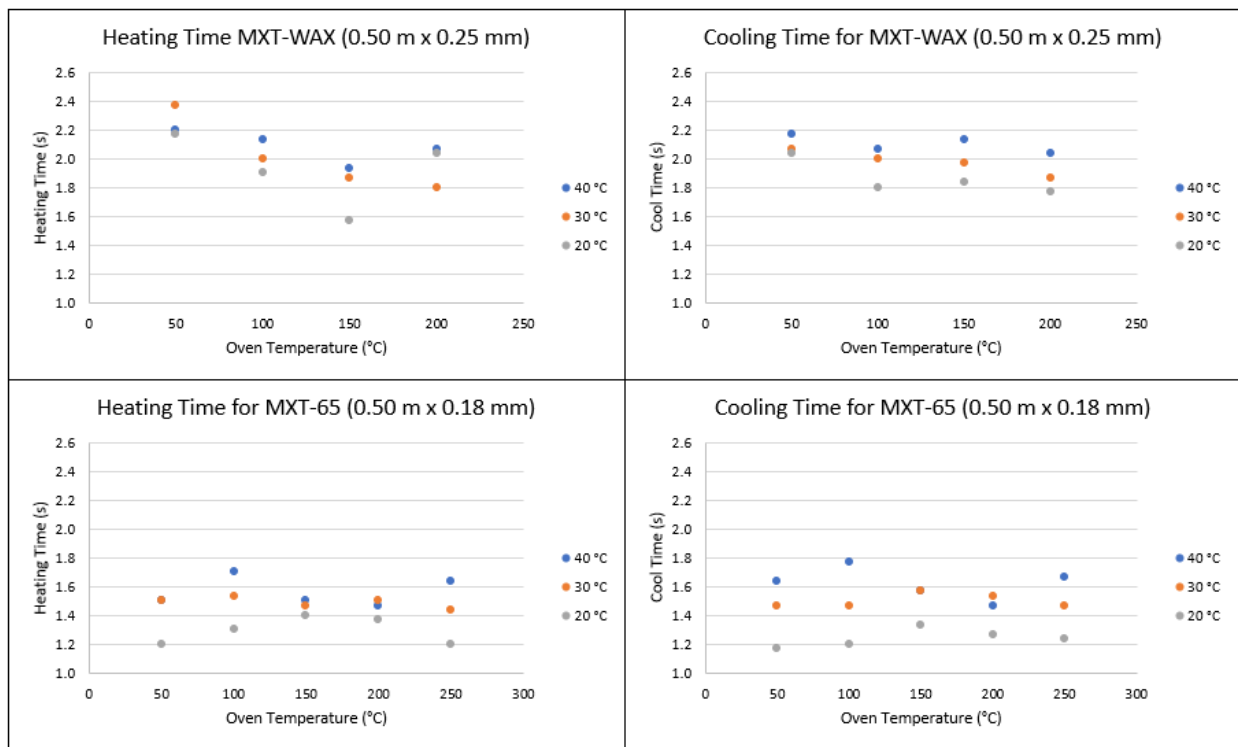 Heating Time MXT-WAX (0.50 m x 0.25 mm)
2.6
2.4
2.2
2.0
1.8
1.6
1.4
1.2
1.0
0
50
100
150
200
250
Heating Time (s)
Oven Temperature (°C)
40 °C
30 °C
20 °C
Cooling Time for MXT-WAX (0.50 m x 0.25 mm)
2.6
2.4
2.2
2.0
1.8
1.6
1.4
1.2
1.0
0
50
100
150
200
250
Cool Time (s)
Oven Temperature (°C)
40 °C
30 °C
20 °C
Heating Time for MXT-65 (0.50 m x 0.18 mm)
2.6
2.4
2.2
2.0
1.8
1.6
1.4
1.2
1.0
0
50
100
150
200
250
300
Heating Time (s)
Oven Temperature (°C)
40 °C
30 °C
20 °C
Cooling Time for MXT-65 (0.50 m x 0.18 mm)
2.6
2.4
2.2
2.0
1.8
1.6
1.4
1.2
1.0
0
50
100
150
200
250
300
Cool Time (s)
Oven Temperature (°C)
40 °C
30 °C
20 °C